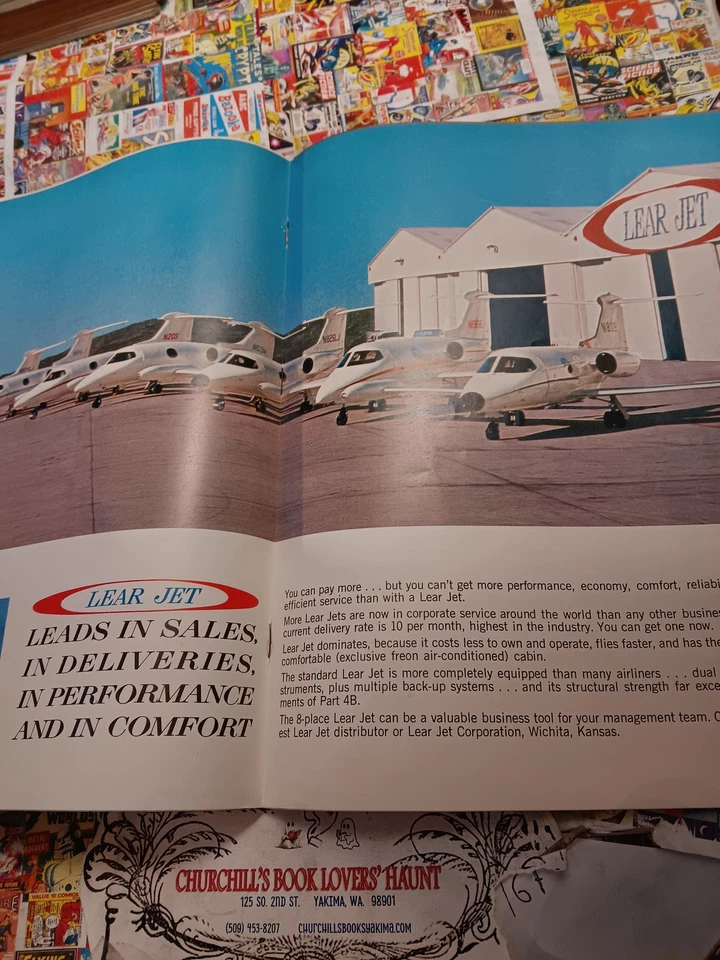 LEAR JET
N205
LEAR JET
LEADS IN SALES,
IN DELIVERIES,
IN PERFORMANCE
AND IN COMFORT
You can pay more . . . but you can't get more performance, economy, comfort, reliabi
efficient service than with a Lear Jet.
More Lear Jets are now in corporate service around the world than any other busines
current delivery rate is 10 per month, highest in the industry. You can get one now.
Lear Jet dominates, because it costs less to own and operate, flies faster, and has the
comfortable (exclusive freon air-conditioned) cabin.
The standard Lear Jet is more completely equipped than many airliners . . . dual
struments, plus multiple back-up systems . . . and its structural strength far exce
ments of Part 4B.
The 8-place Lear Jet can be a valuable business tool for your management team. C
est Lear Jet distributor or Lear Jet Corporation, Wichita, Kansas.
CHURCHILL'S BOOK LOVERS' HAUNT
125 SO. 2ND ST. YAKIMA, WA. 98901
(509) 453-8207 CHURCHILLSBOOKSYAKIMA.COM